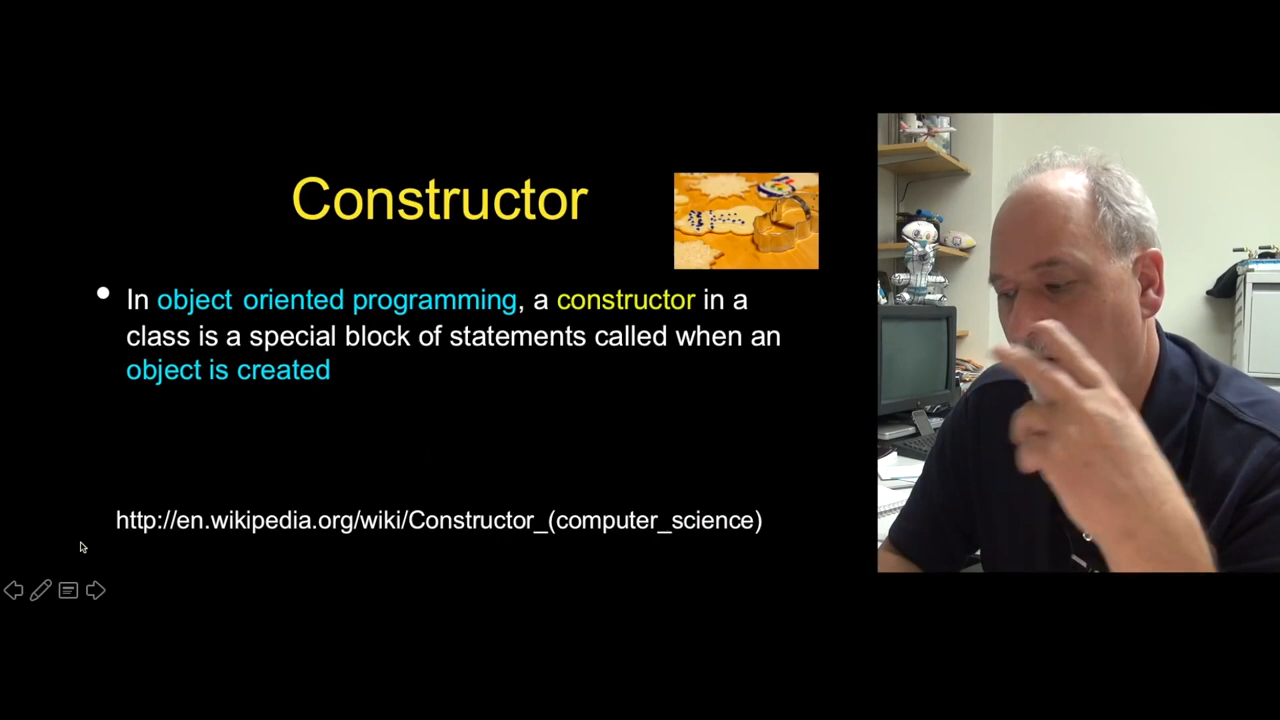 Constructor
• In object oriented programming, a constructor in a
class is a special block of statements called when an
object is created
http://en.wikipedia.org/wiki/Constructor_(computer_science)